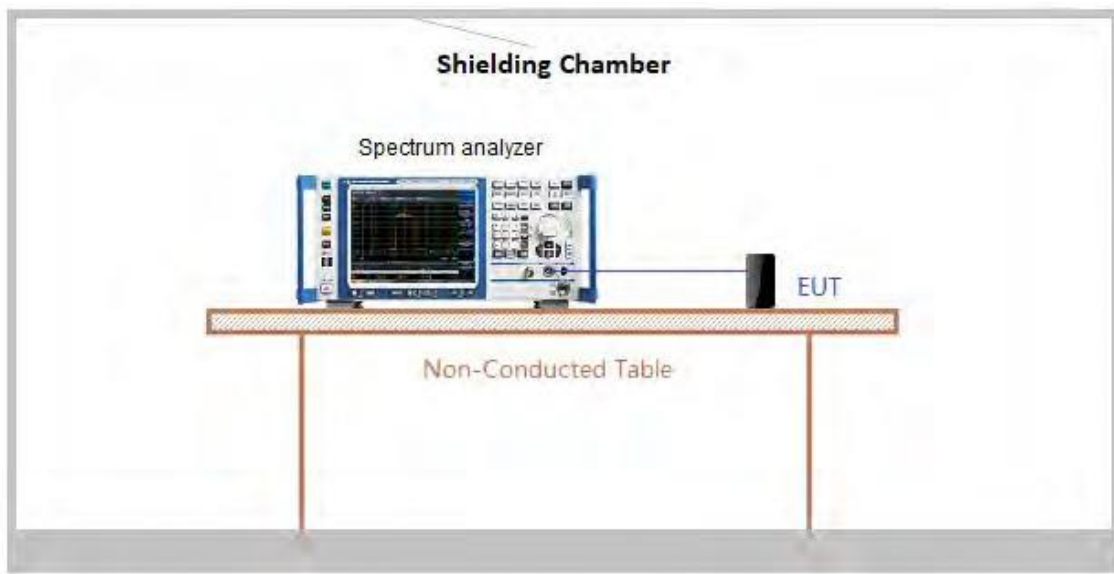 Shielding Chamber
Spectrum analyzer
EUT
Non-Conducted Table